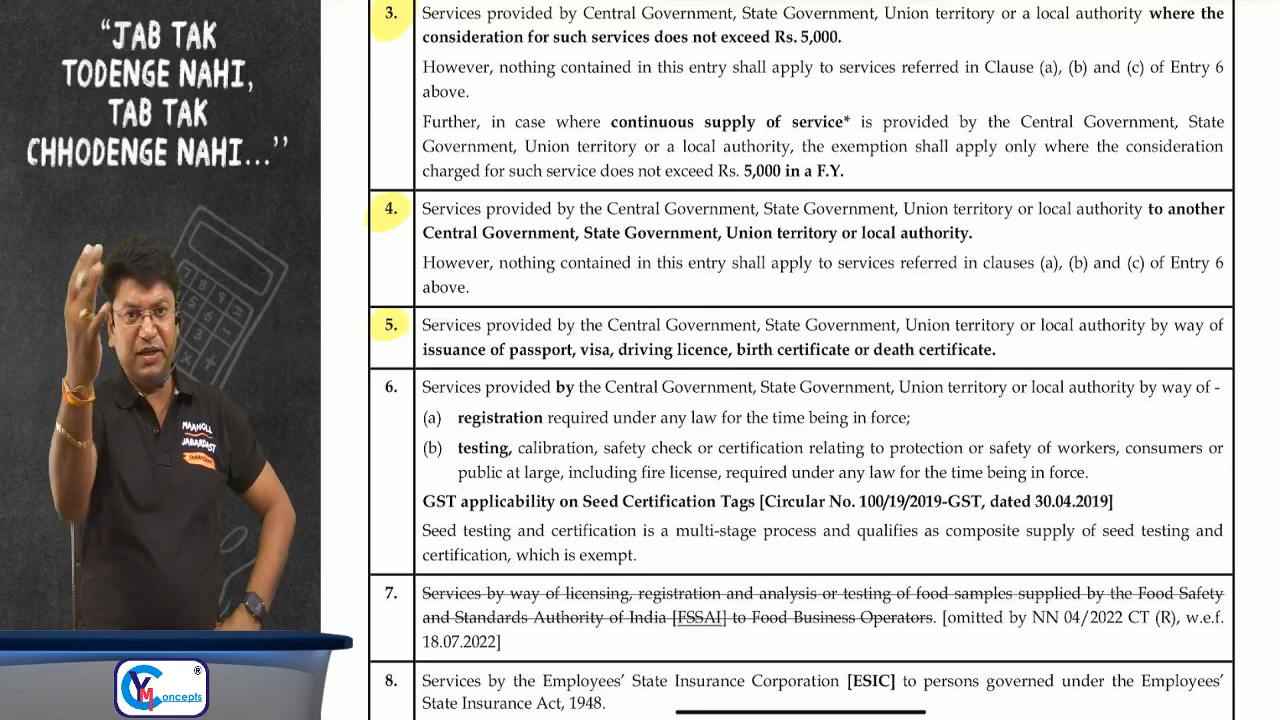 “JAB TAK
TODENGE NAHI,
TAB TAK
CHHODENGE NAHI...’’
MAANGLI
JABARDAST
CYM
Concepts
®
3.
Services provided by Central Government, State Government, Union territory or a local authority where the
consideration for such services does not exceed Rs. 5,000.
However, nothing contained in this entry shall apply to services referred in Clause (a), (b) and (c) of Entry 6
above.
Further, in case where continuous supply of service* is provided by the Central Government, State
Government, Union territory or a local authority, the exemption shall apply only where the consideration
charged for such service does not exceed Rs. 5,000 in a F.Y.
4.
Services provided by the Central Government, State Government, Union territory or local authority to another
Central Government, State Government, Union territory or local authority.
However, nothing contained in this entry shall apply to services referred in clauses (a), (b) and (c) of Entry 6
above.
5.
Services provided by the Central Government, State Government, Union territory or local authority by way of
issuance of passport, visa, driving licence, birth certificate or death certificate.
6.
Services provided by the Central Government, State Government, Union territory or local authority by way of -
(a) registration required under any law for the time being in force;
(b) testing, calibration, safety check or certification relating to protection or safety of workers, consumers or
public at large, including fire license, required under any law for the time being in force.
GST applicability on Seed Certification Tags [Circular No. 100/19/2019-GST, dated 30.04.2019]
Seed testing and certification is a multi-stage process and qualifies as composite supply of seed testing and
certification, which is exempt.
7.
Services by way of licensing, registration and analysis or testing of food samples supplied by the Food Safety
and Standards Authority of India [FSSAI] to Food Business Operators. [omitted by NN 04/2022 CT (R), w.e.f.
18.07.2022]
8.
Services by the Employees’ State Insurance Corporation [ESIC] to persons governed under the Employees’
State Insurance Act, 1948.